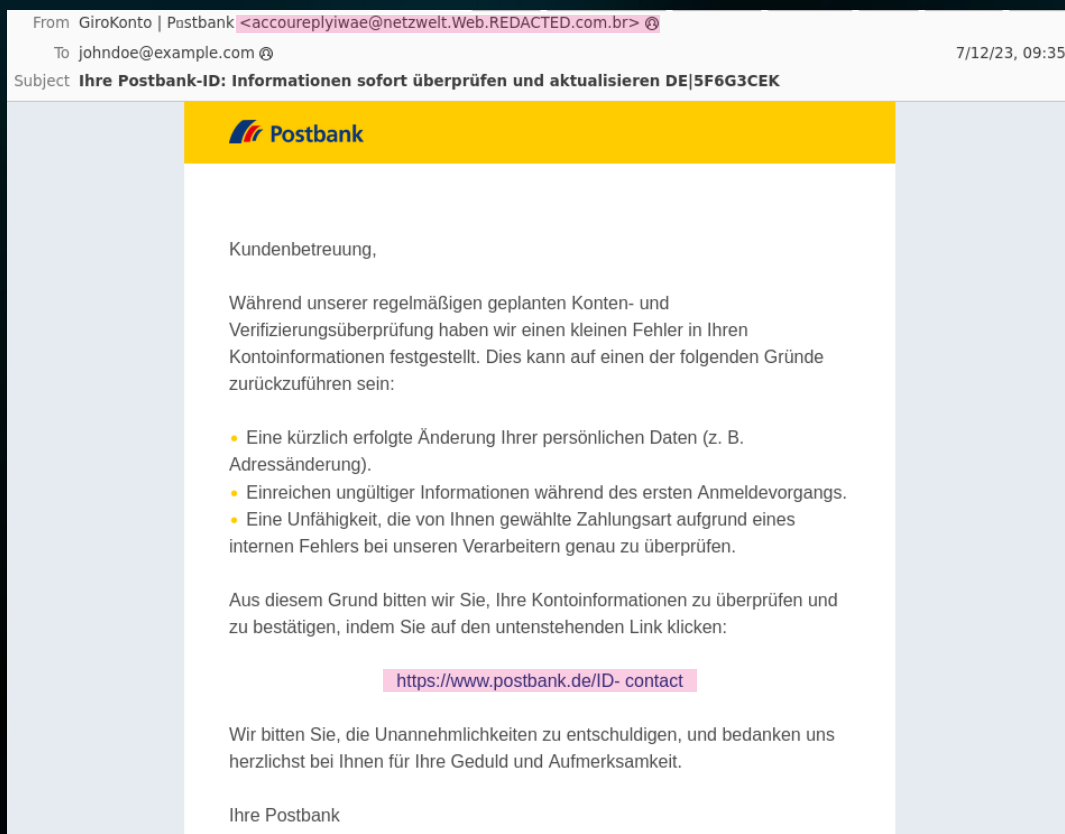 From GiroKonto | Pɑstbank <accoureplyiwae@netzwelt.Web.REDACTED.com.br>
To johndoe@example.com 7/12/23, 09:35
Subject Ihre Postbank-ID: Informationen sofort überprüfen und aktualisieren DE|5F6G3CEK
Postbank
Kundenbetreuung,
Während unserer regelmäßigen geplanten Konten- und
Verifizierungsüberprüfung haben wir einen kleinen Fehler in Ihren
Kontoinformationen festgestellt. Dies kann auf einen der folgenden Gründe
zurückzuführen sein:
• Eine kürzlich erfolgte Änderung Ihrer persönlichen Daten (z. B.
Adressänderung).
• Einreichen ungültiger Informationen während des ersten Anmeldevorgangs.
• Eine Unfähigkeit, die von Ihnen gewählte Zahlungsart aufgrund eines
internen Fehlers bei unseren Verarbeitern genau zu überprüfen.
Aus diesem Grund bitten wir Sie, Ihre Kontoinformationen zu überprüfen und
zu bestätigen, indem Sie auf den untenstehenden Link klicken:
https://www.postbank.de/ID- contact
Wir bitten Sie, die Unannehmlichkeiten zu entschuldigen, und bedanken uns
herzlichst bei Ihnen für Ihre Geduld und Aufmerksamkeit.
Ihre Postbank